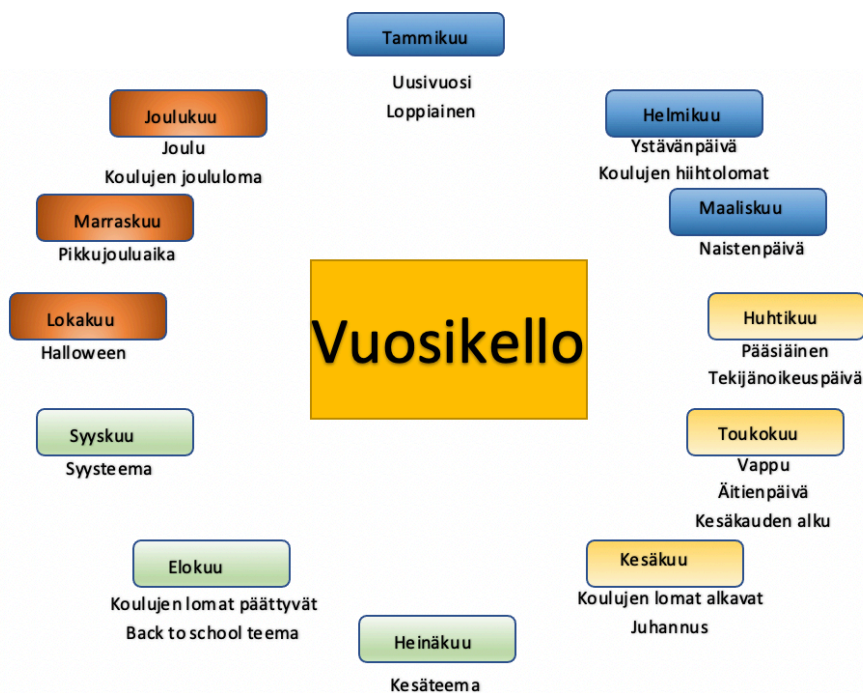 Tammikuu
Uusivuosi
Loppiainen
Helmikuu
Ystävänpäivä
Koulujen hiihtolomat
Maaliskuu
Naistenpäivä
Huhtikuu
Pääsiäinen
Tekijänoikeuspäivä
Toukokuu
Vappu
Äitienpäivä
Kesäkauden alku
Kesäkuu
Koulujen lomat alkavat
Juhannus
Heinäkuu
Kesäteema
Elokuu
Koulujen lomat päättyvät
Back to school teema
Syyskuu
Syysteema
Lokakuu
Halloween
Marraskuu
Pikkujouluaika
Joulukuu
Joulu
Koulujen joululoma
Vuosikello